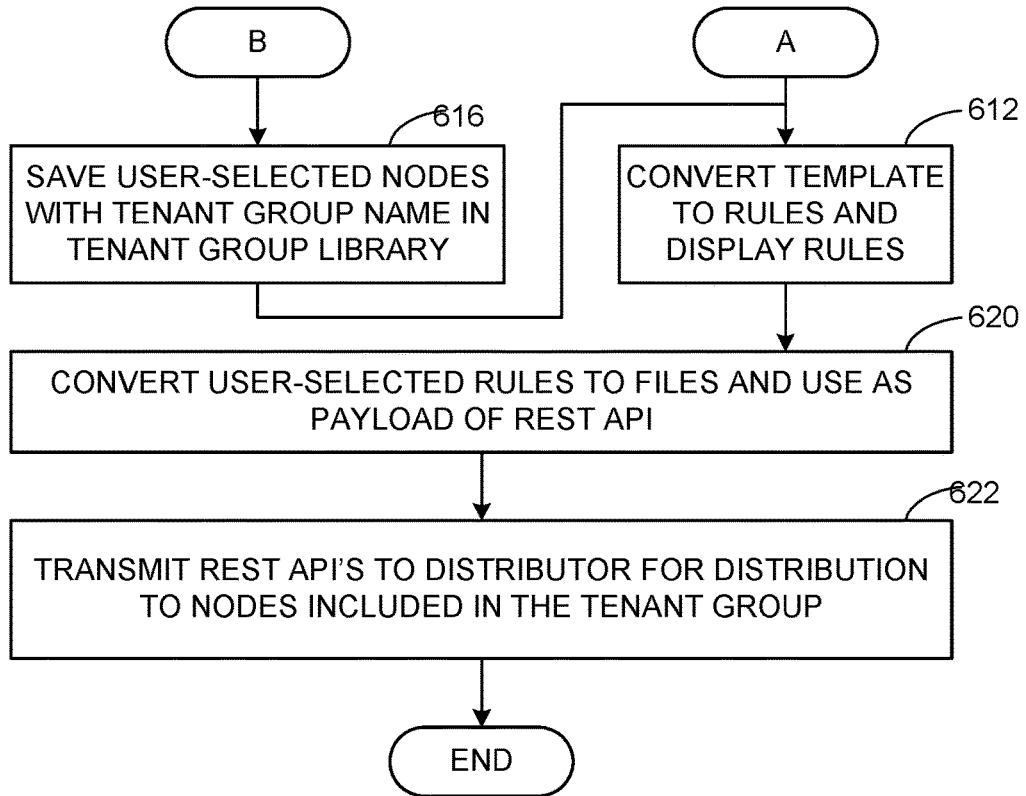 B
A
616
SAVE USER-SELECTED NODES
WITH TENANT GROUP NAME IN
TENANT GROUP LIBRARY
612
CONVERT TEMPLATE
TO RULES AND
DISPLAY RULES
620
CONVERT USER-SELECTED RULES TO FILES AND USE AS
PAYLOAD OF REST API
622
TRANSMIT REST API'S TO DISTRIBUTOR FOR DISTRIBUTION
TO NODES INCLUDED IN THE TENANT GROUP
END